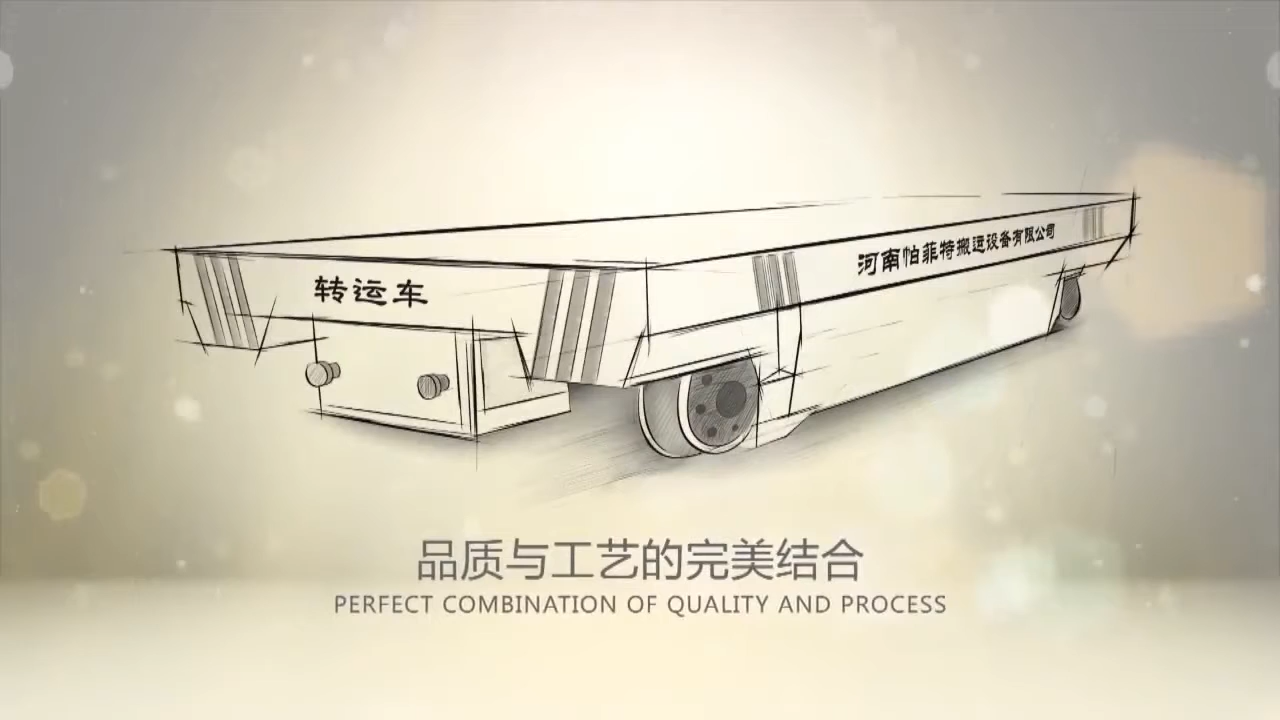 转运车
河南帕菲特搬运设备有限公司
品质与工艺的完美结合
PERFECT COMBINATION OF QUALITY AND PROCESS